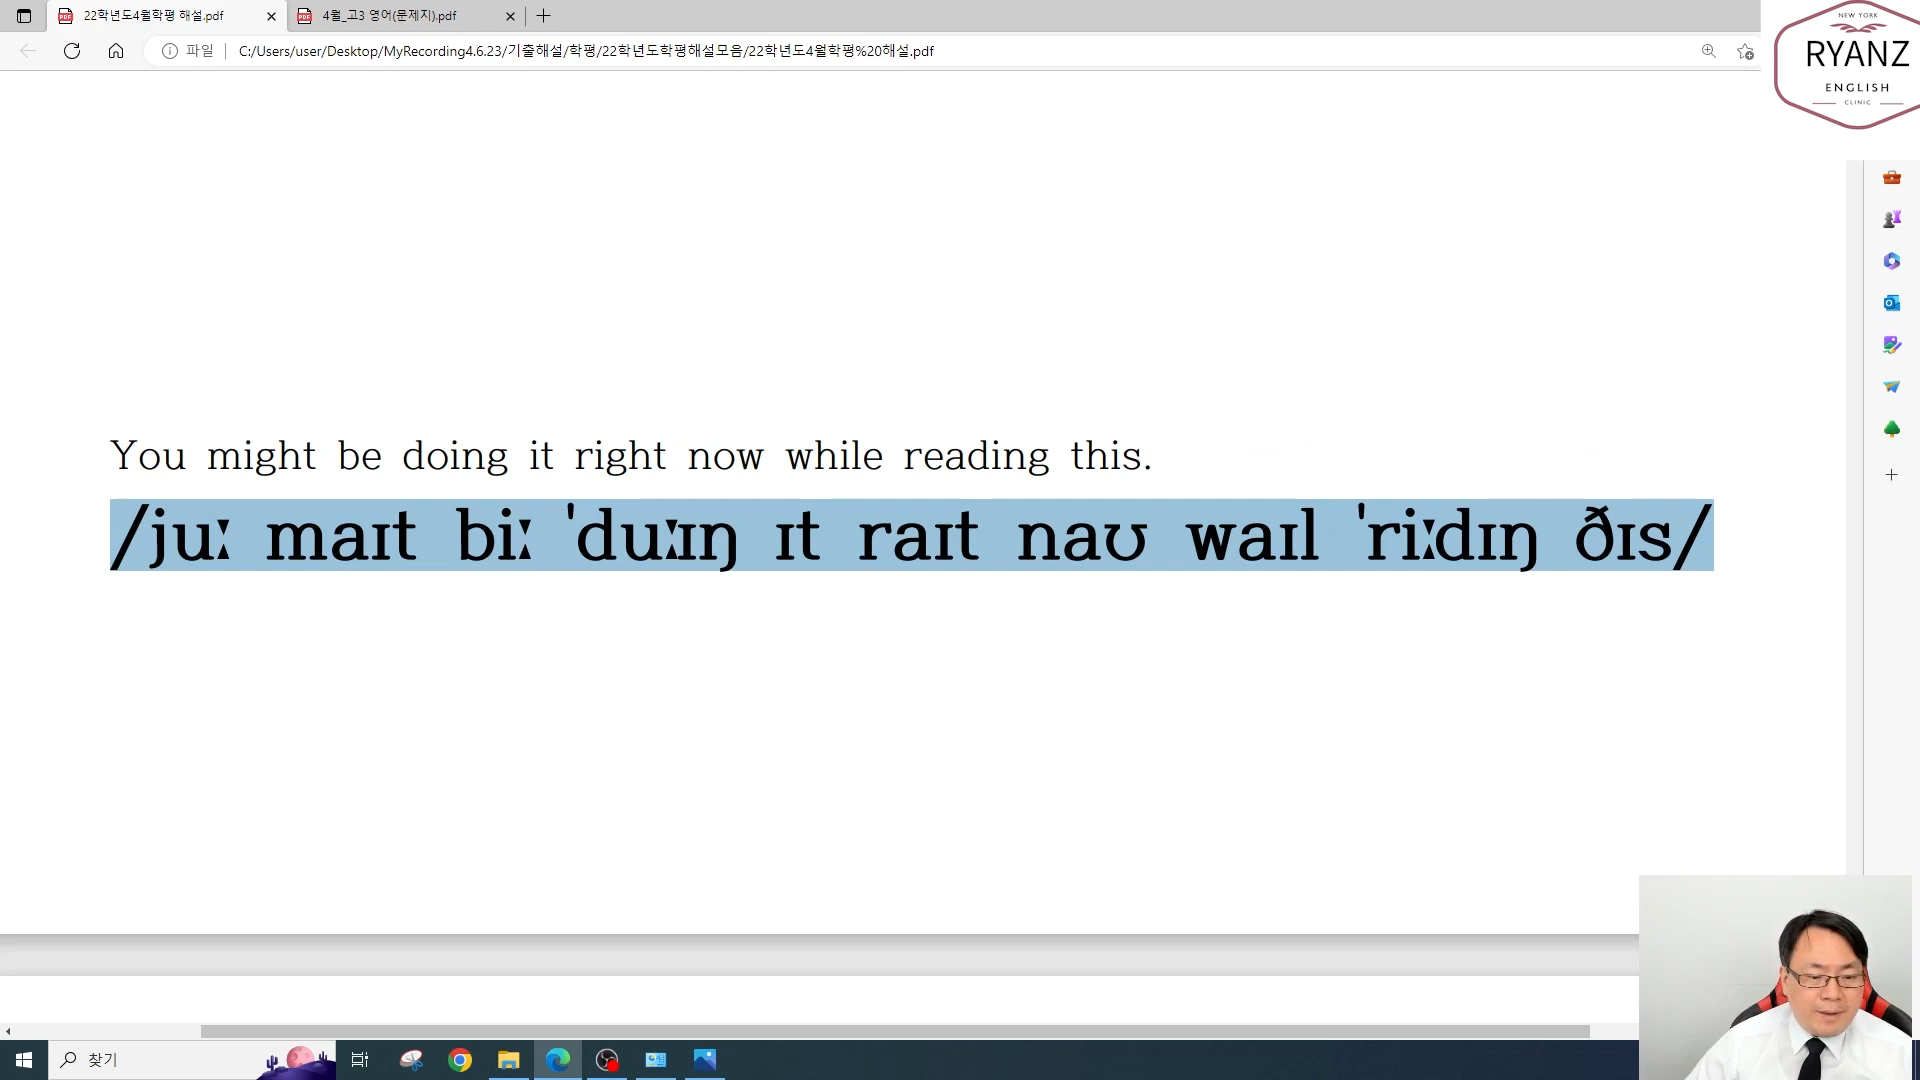 22학년도4월학평 해설.pdf
4월_고3 영어(문제지).pdf
파일
C:/Users/user/Desktop/MyRecording4.6.23/기출해설/학평/22학년도학평해설모음/22학년도4월학평%20해설.pdf
NEW YORK
RYANZ
ENGLISH
CLINIC
You might be doing it right now while reading this.
/juː maɪt biː ˈduːɪŋ ɪt raɪt naʊ waɪl ˈriːdɪŋ ðɪs/
찾기